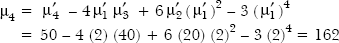 μ₄ = μ′₄ − 4 μ′₁ μ′₃ + 6 μ′₂ (μ′₁)² − 3 (μ′₁)⁴
= 50 − 4 (2) (40) + 6 (20) (2)² − 3 (2)⁴ = 162